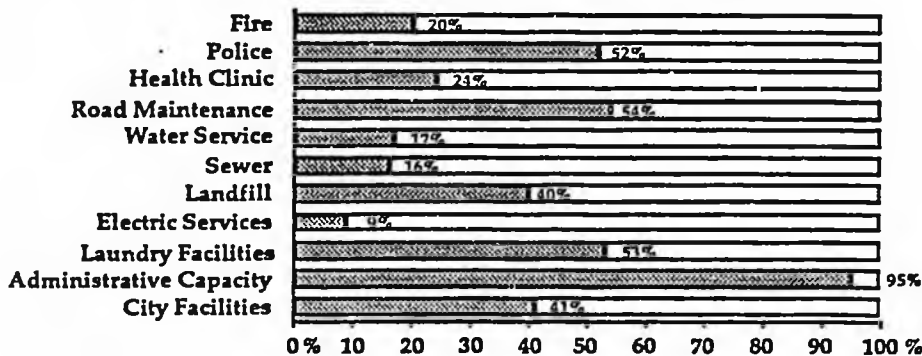 Fire 20%
Police 52%
Health Clinic 24%
Road Maintenance 54%
Water Service 17%
Sewer 16%
Landfill 40%
Electric Services 9%
Laundry Facilities 53%
Administrative Capacity 95%
City Facilities 41%
0 % 10 20 30 40 50 60 70 80 90 100 %